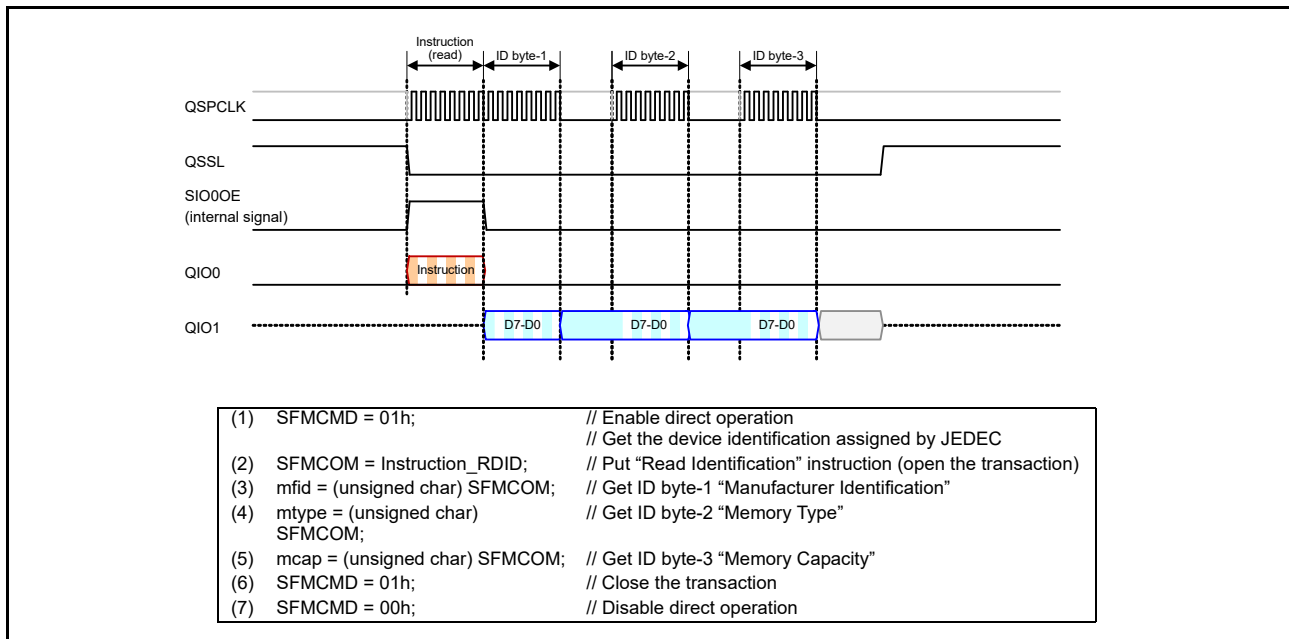 Instruction
(read)
ID byte-1
ID byte-2
ID byte-3
QSPCLK
QSSL
SIO0OE
(internal signal)
QIO0
Instruction
QIO1
D7-D0
D7-D0
D7-D0
(1) SFMCMD = 01h; // Enable direct operation
// Get the device identification assigned by JEDEC
(2) SFMCOM = Instruction_RDID; // Put “Read Identification” instruction (open the transaction)
(3) mfid = (unsigned char) SFMCOM; // Get ID byte-1 “Manufacturer Identification”
(4) mtype = (unsigned char) // Get ID byte-2 “Memory Type”
SFMCOM;
(5) mcap = (unsigned char) SFMCOM; // Get ID byte-3 “Memory Capacity”
(6) SFMCMD = 01h; // Close the transaction
(7) SFMCMD = 00h; // Disable direct operation